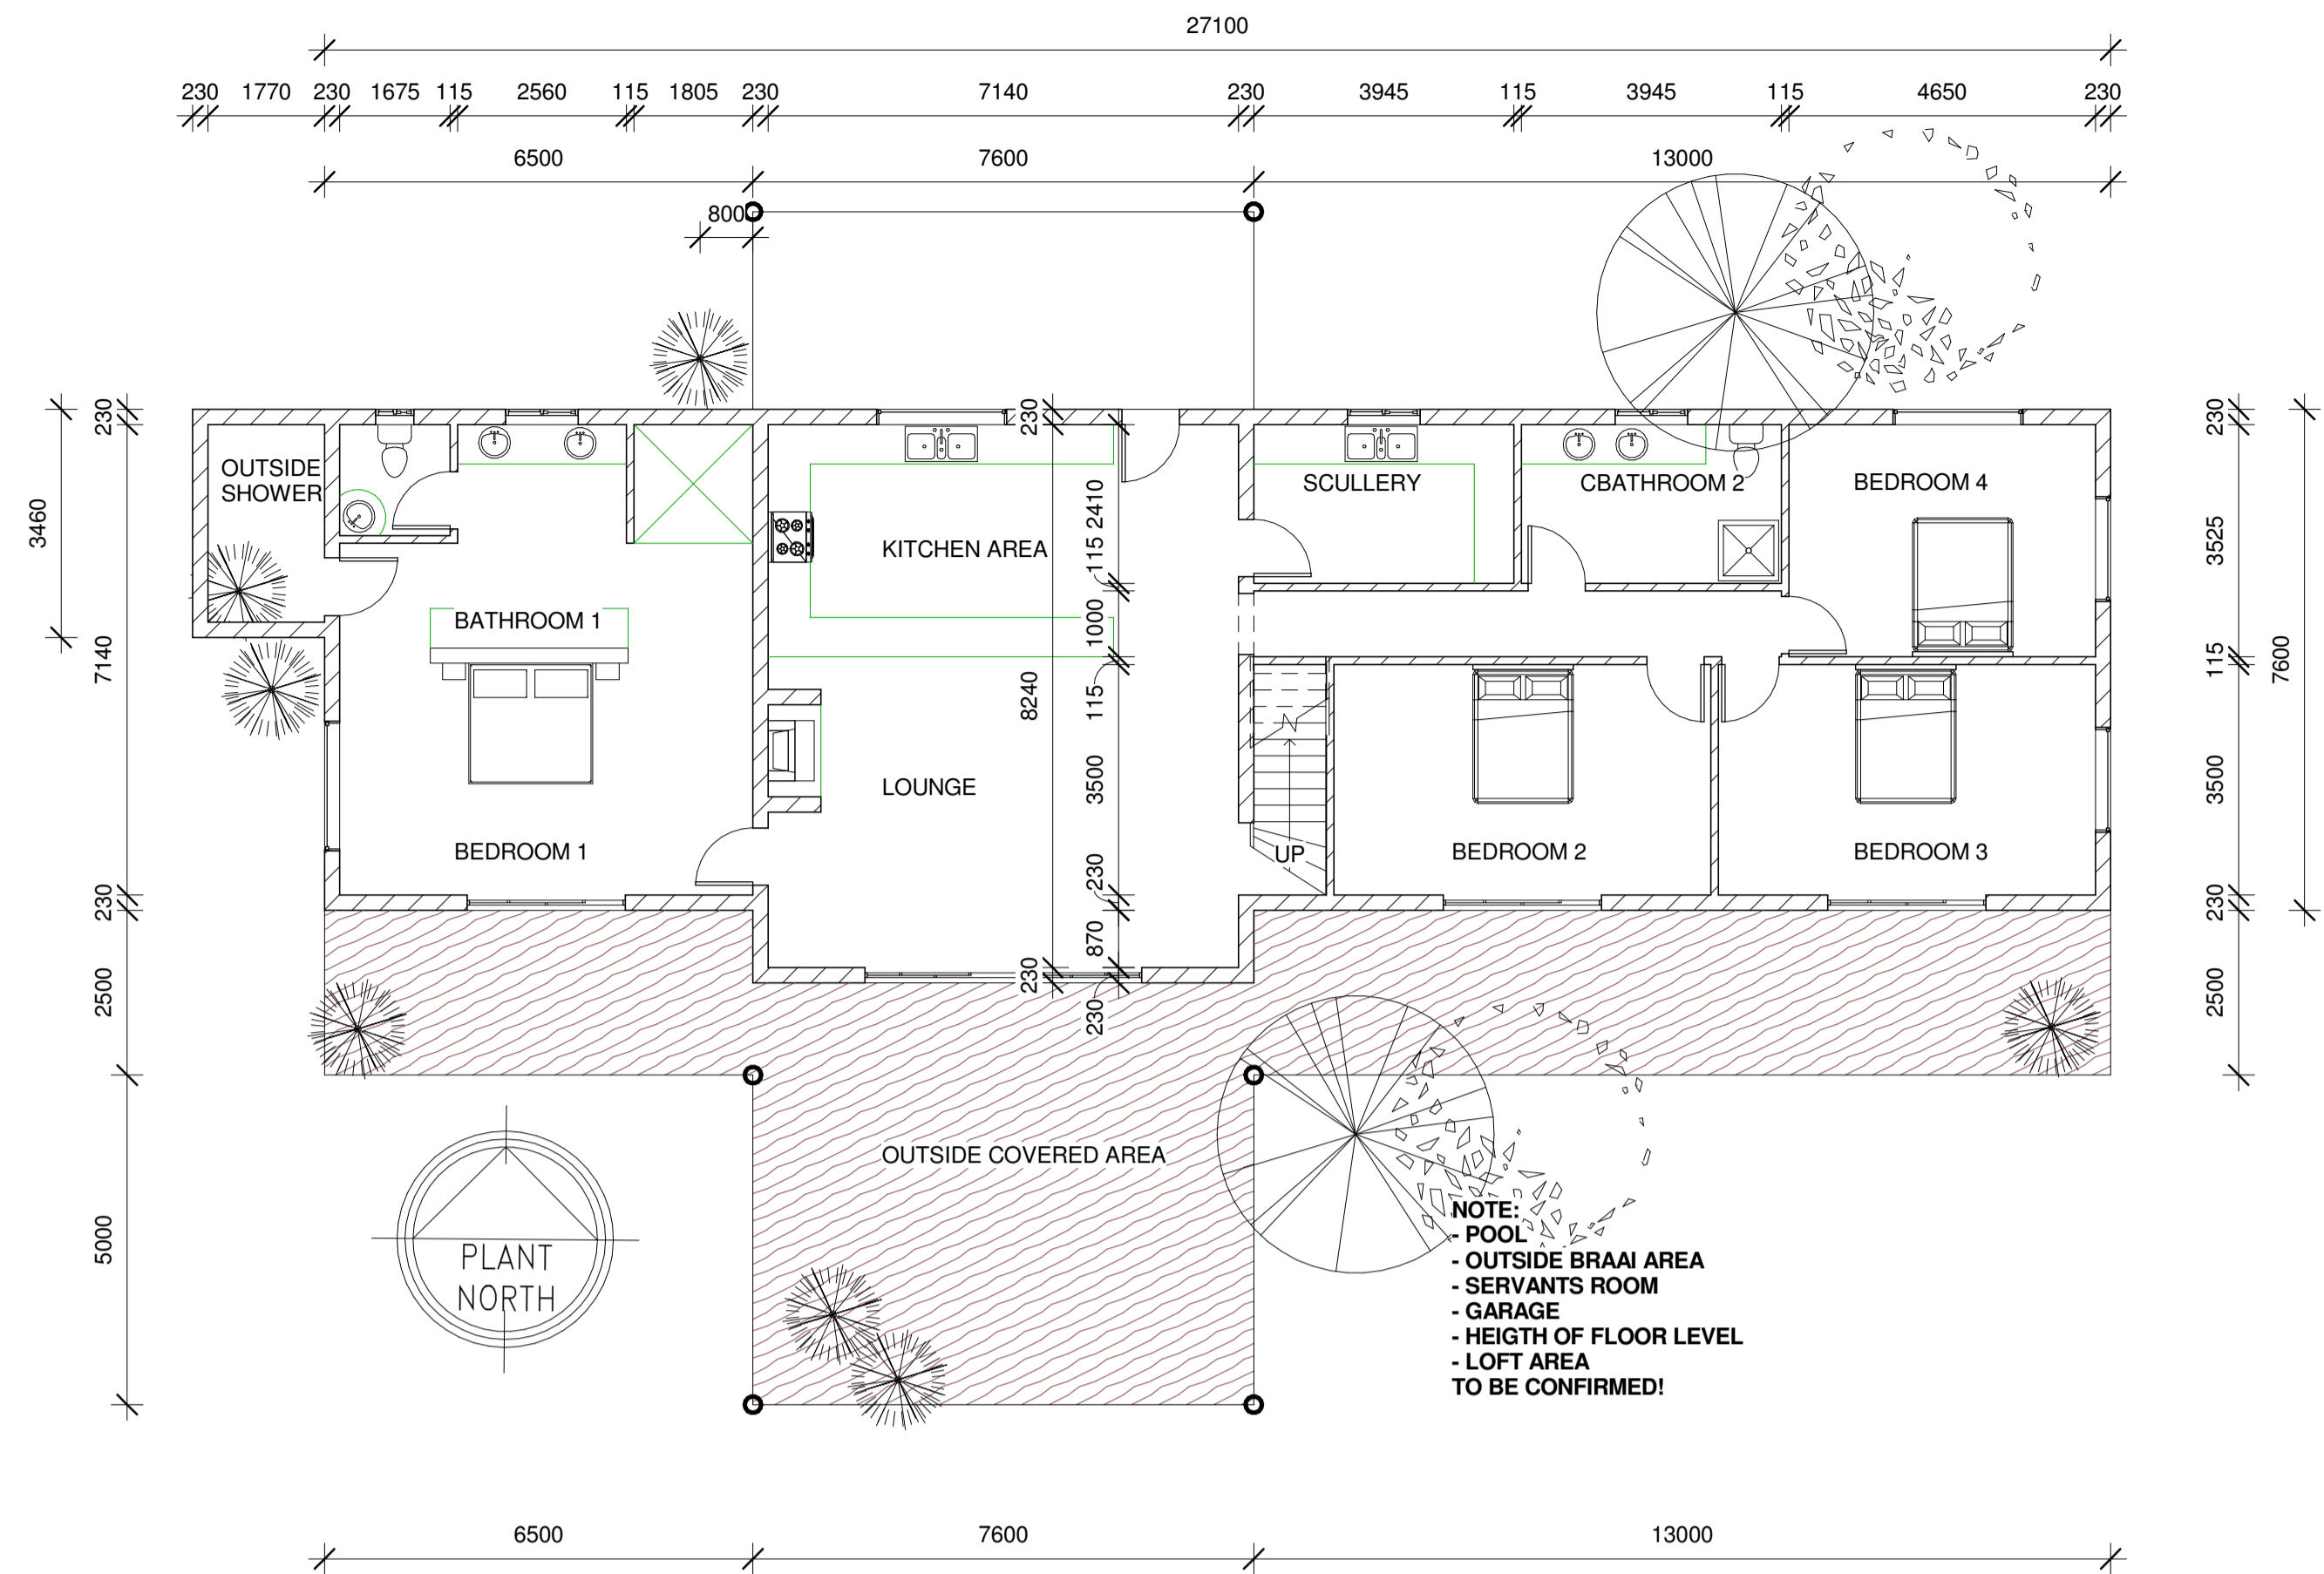 27100
230 1770 230 1675 115 2560 115 1805 230 7140 230 3945 115 3945 115 4650 230
6500 7600 13000
800
230
7140
230
2500
5000
3460
OUTSIDE
SHOWER
BATHROOM 1
BEDROOM 1
KITCHEN AREA
LOUNGE
230
8240
230
2410
115
1000
115
3500
230
870
230
SCULLERY
CBATHROOM 2
BEDROOM 4
UP
BEDROOM 2
BEDROOM 3
230
3525
115
3500
230
2500
7600
OUTSIDE COVERED AREA
PLANT
NORTH
NOTE:
- POOL
- OUTSIDE BRAAI AREA
- SERVANTS ROOM
- GARAGE
- HEIGTH OF FLOOR LEVEL
- LOFT AREA
TO BE CONFIRMED!
6500 7600 13000